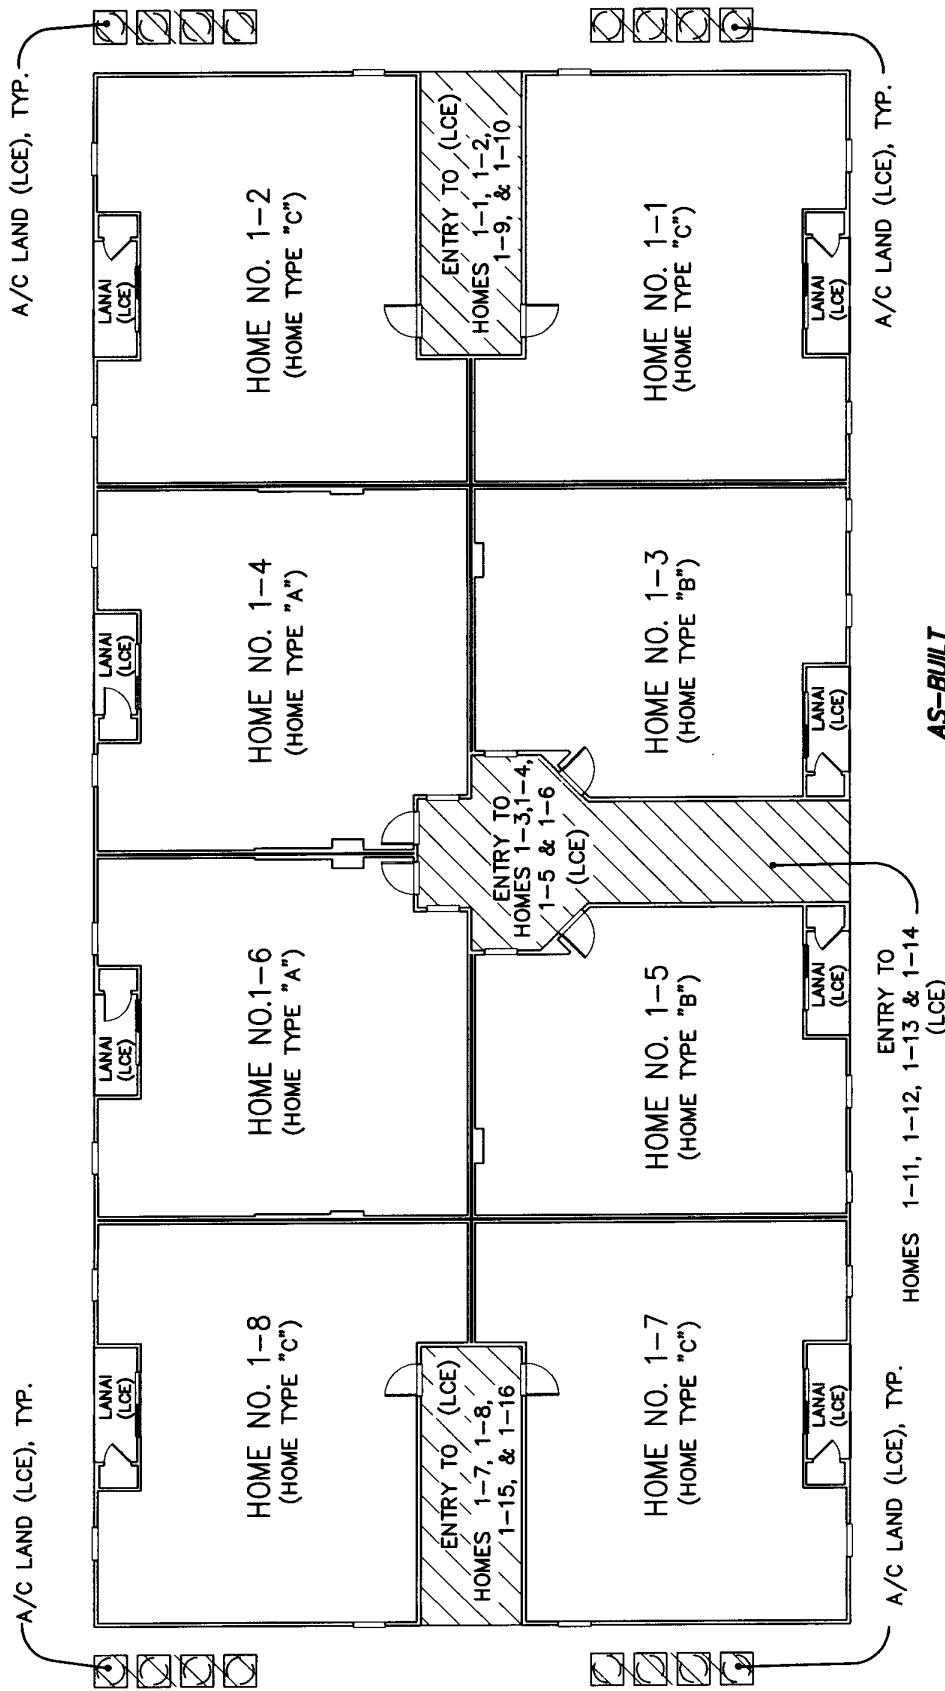 A/C LAND (LCE), TYP.
A/C LAND (LCE), TYP.
LANAI
(LCE)
HOME NO. 1-8
(HOME TYPE "C")
LANAI
(LCE)
HOME NO.1-6
(HOME TYPE "A")
LANAI
(LCE)
HOME NO. 1-4
(HOME TYPE "A")
LANAI
(LCE)
HOME NO. 1-2
(HOME TYPE "C")
ENTRY TO (LCE)
HOMES 1-7, 1-8,
1-15, & 1-16
ENTRY TO
HOMES 1-3,1-4,
1-5 & 1-6
(LCE)
ENTRY TO (LCE)
HOMES 1-1, 1-2,
1-9, & 1-10
HOME NO. 1-7
(HOME TYPE "C")
LANAI
(LCE)
HOME NO. 1-5
(HOME TYPE "B")
LANAI
(LCE)
HOME NO. 1-3
(HOME TYPE "B")
LANAI
(LCE)
HOME NO. 1-1
(HOME TYPE "C")
LANAI
(LCE)
A/C LAND (LCE), TYP.
ENTRY TO
HOMES 1-11, 1-12, 1-13 & 1-14
(LCE)
A/C LAND (LCE), TYP.
AS-BUILT